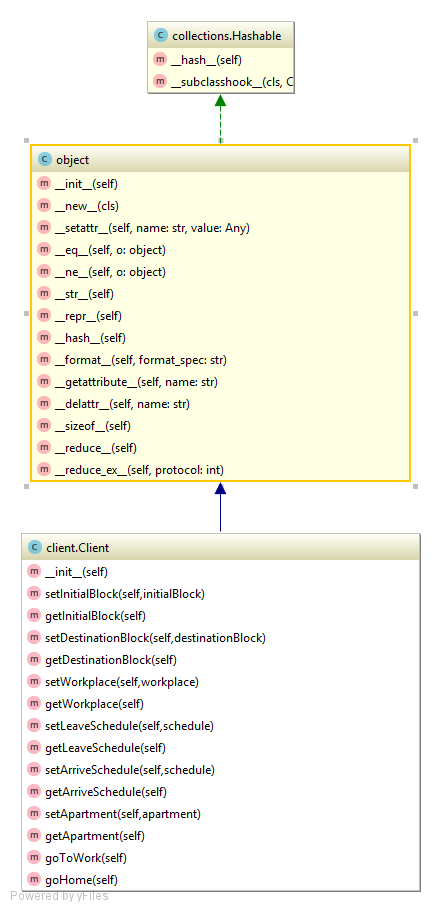 C collections.Hashable
m __hash__(self)
m __subclasshook__(cls, C
C object
m __init__(self)
m __new__(cls)
m __setattr__(self, name: str, value: Any)
m __eq__(self, o: object)
m __ne__(self, o: object)
m __str__(self)
m __repr__(self)
m __hash__(self)
m __format__(self, format_spec: str)
m __getattribute__(self, name: str)
m __delattr__(self, name: str)
m __sizeof__(self)
m __reduce__(self)
m __reduce_ex__(self, protocol: int)
C client.Client
m __init__(self)
m setInitialBlock(self,initialBlock)
m getInitialBlock(self)
m setDestinationBlock(self,destinationBlock)
m getDestinationBlock(self)
m setWorkplace(self,workplace)
m getWorkplace(self)
m setLeaveSchedule(self,schedule)
m getLeaveSchedule(self)
m setArriveSchedule(self,schedule)
m getArriveSchedule(self)
m setApartment(self,apartment)
m getApartment(self)
m goToWork(self)
m goHome(self)
Powered by yFiles